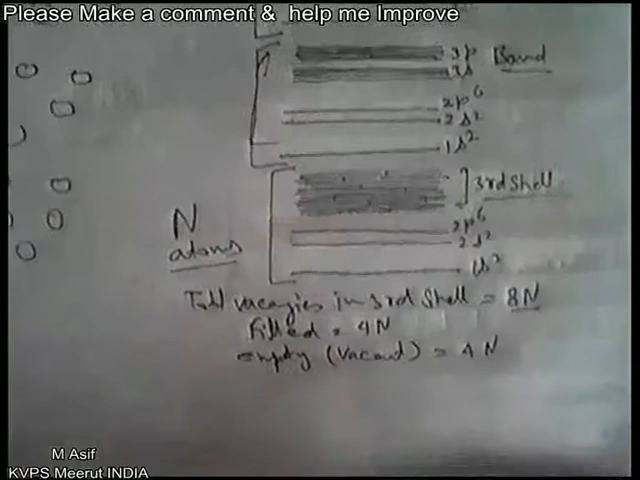 Please Make a comment & help me Improve
3p Band
3s
2p⁶
2s²
1s²
3rd Shell
N
atoms
2p⁶
2s²
1s²
Total vacancies in 3rd Shell = 8N
Filled = 4N
empty (Vacant) = 4N
M Asif
KVPS Meerut INDIA